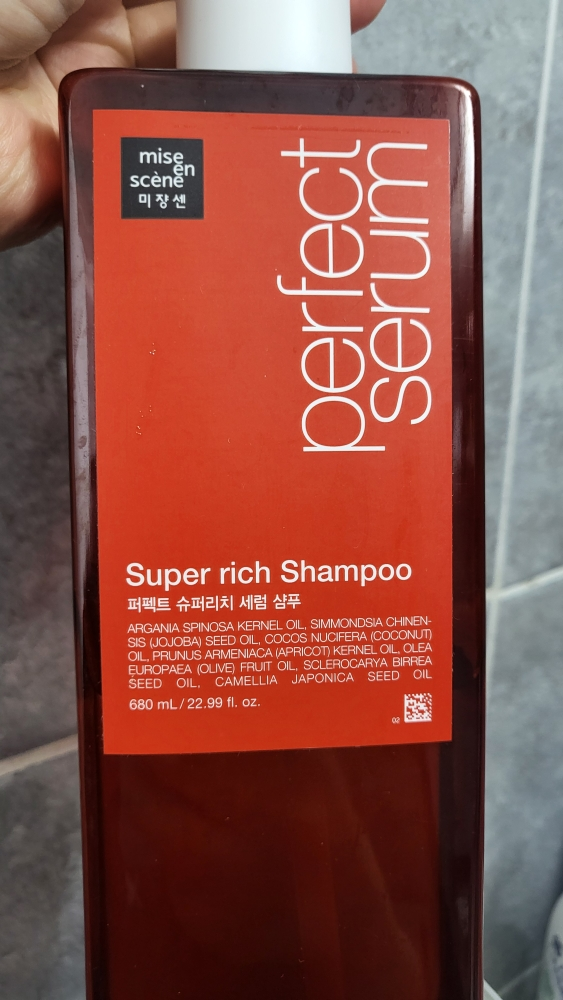 mise
en
scène
미쟝센
perfect
serum
Super rich Shampoo
퍼펙트 슈퍼리치 세럼 샴푸
ARGANIA SPINOSA KERNEL OIL, SIMMONDSIA CHINEN-
SIS (JOJOBA) SEED OIL, COCOS NUCIFERA (COCONUT)
OIL, PRUNUS ARMENIACA (APRICOT) KERNEL OIL, OLEA
EUROPAEA (OLIVE) FRUIT OIL, SCLEROCARYA BIRREA
SEED OIL, CAMELLIA JAPONICA SEED OIL
680 mL / 22.99 fl. oz.
02